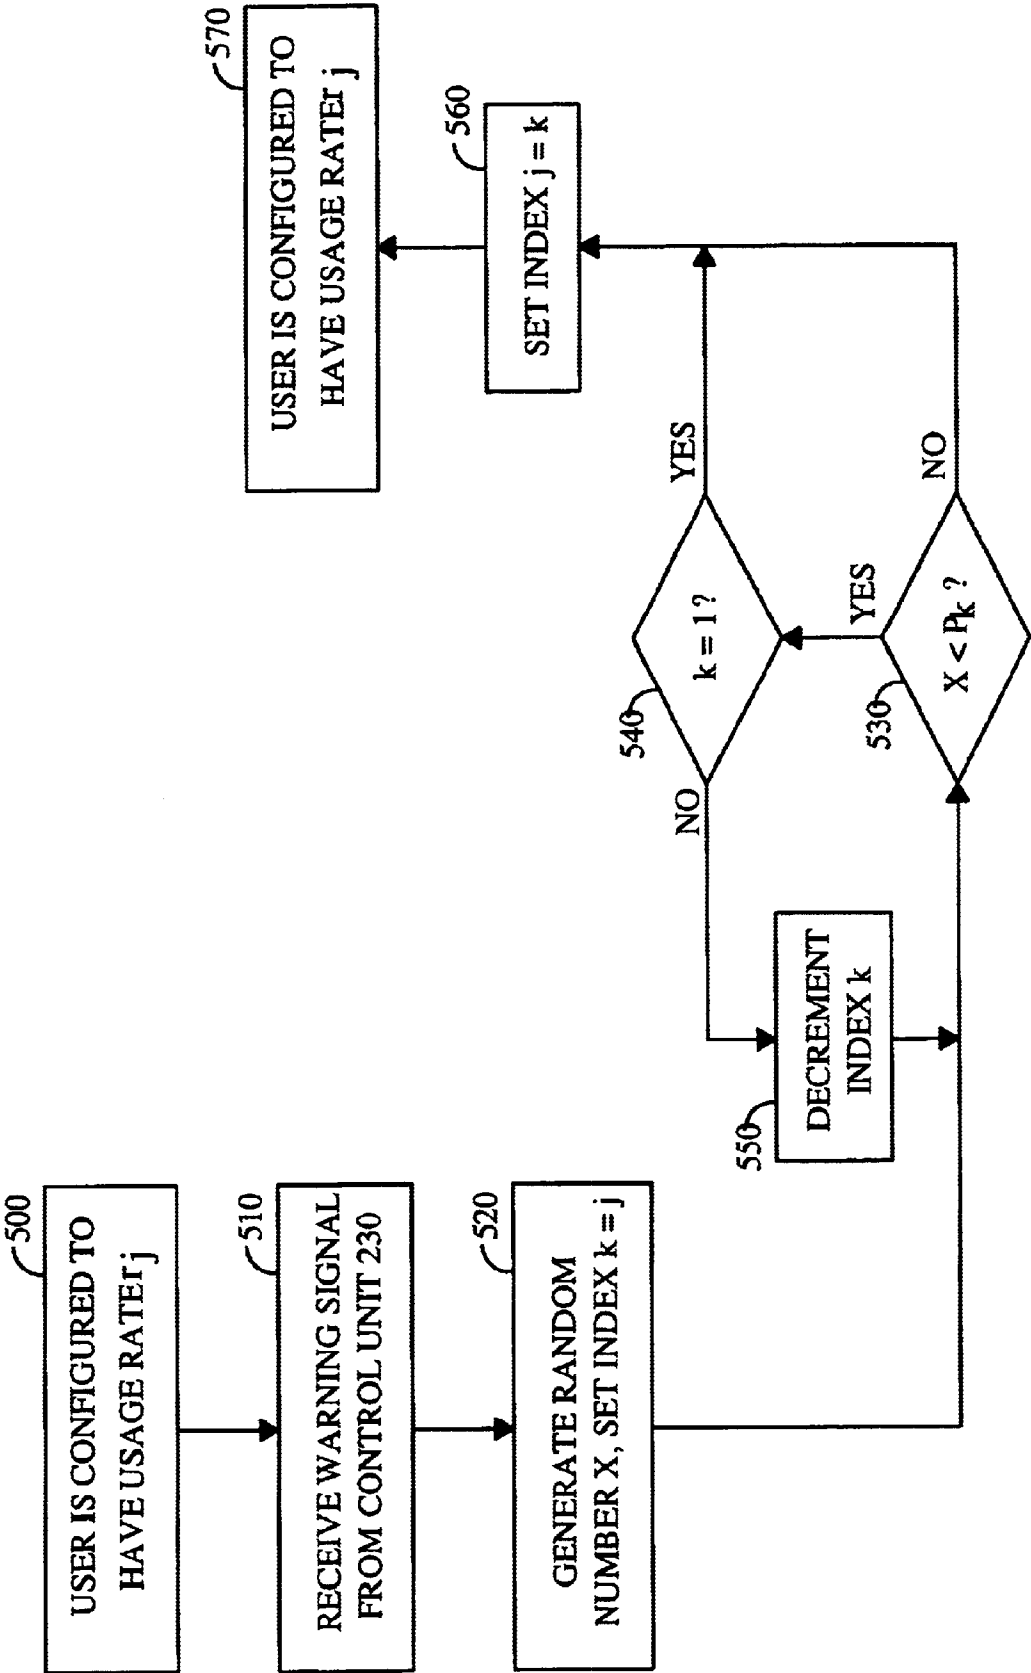 500
USER IS CONFIGURED TO
HAVE USAGE RATE r j
510
RECEIVE WARNING SIGNAL
FROM CONTROL UNIT 230
520
GENERATE RANDOM
NUMBER X, SET INDEX k = j
550
DECREMENT
INDEX k
NO
540
k = 1?
YES
530
X < Pk ?
YES
NO
560
SET INDEX j = k
570
USER IS CONFIGURED TO
HAVE USAGE RATE r j